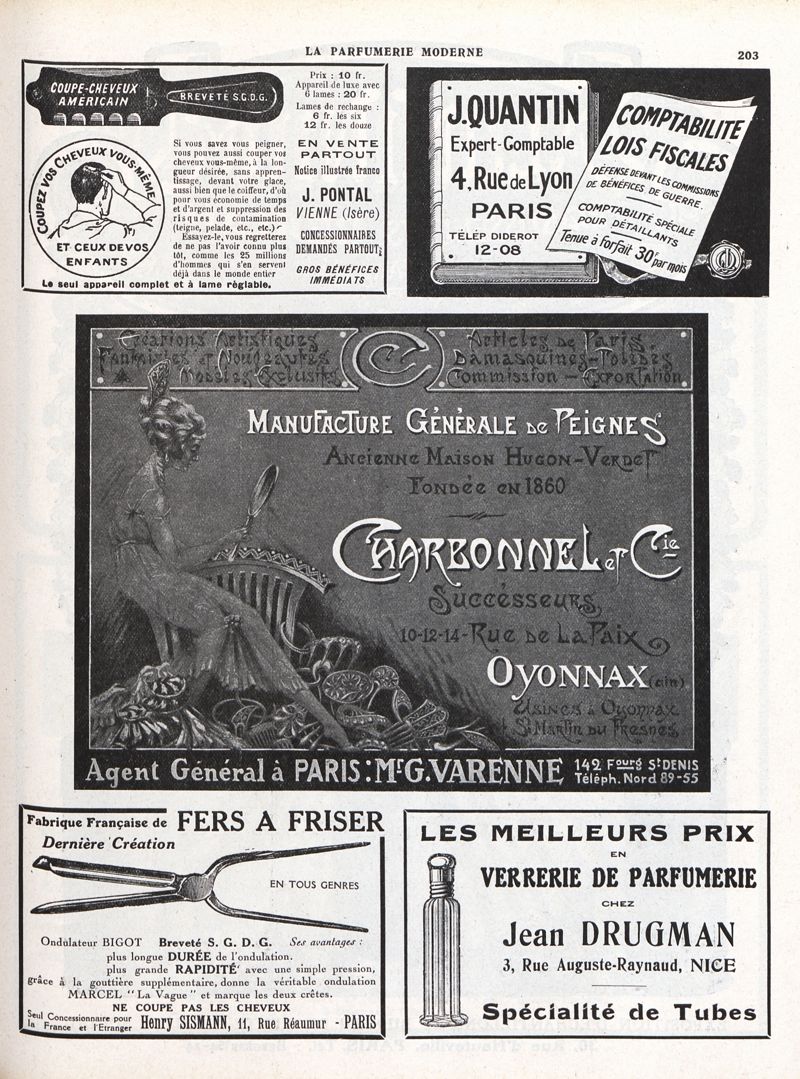 LA PARFUMERIE MODERNE
203
COUPE-CHEVEUX
AMÉRICAIN
BREVETÉ S.G.D.G.
COUPEZ VOS CHEVEUX VOUS-MÊME
ET CEUX DE VOS
ENFANTS
Si vous savez vous peigner,
vous pouvez aussi couper vos
cheveux vous-même, à la lon-
gueur désirée, sans appren-
tissage, devant votre glace,
aussi bien que le coiffeur, d'où
pour vous économie de temps
et d'argent et suppression des
risques de contamination
(teigne, pelade, etc., etc.)
Essayez-le, vous regretterez
de ne pas l'avoir connu plus
tôt, comme les 25 millions
d'hommes qui s'en servent
déjà dans le monde entier
Le seul appareil complet et à lame réglable.
Prix : 10 fr.
Appareil de luxe avec
6 lames : 20 fr.
Lames de rechange :
6 fr. les six
12 fr. les douze
EN VENTE
PARTOUT
Notice illustrée franco
J. PONTAL
VIENNE (Isère)
CONCESSIONNAIRES
DEMANDÉS PARTOUT
GROS BÉNÉFICES
IMMÉDIATS
J. QUANTIN
Expert-Comptable
4, Rue de Lyon
PARIS
TÉLÉP DIDEROT
12-08
COMPTABILITÉ
LOIS FISCALES
DÉFENSE DEVANT LES COMMISSIONS
DE BÉNÉFICES DE GUERRE.
COMPTABILITÉ SPÉCIALE
POUR DÉTAILLANTS
Tenue à forfait 30f par mois
Créations Artistiques
Fantaisies et Nouveautés
Modèles Exclusifs
CC
Articles de Paris
Damasquinés-Tolèdes
Commission - Exportation
MANUFACTURE GÉNÉRALE DE PEIGNES
Ancienne Maison Hugon-Verdet
Fondée en 1860
CHARBONNEL et Cie
Successeurs
10-12-14-Rue de la Paix
OYONNAX (Ain)
Usines à Oyonnax
et St Martin du Fresnes
Agent Général à PARIS : Mr G. VARENNE 142 Fourg St DENIS
Téléph. Nord 89-55
Fabrique Française de FERS A FRISER
Dernière Création
EN TOUS GENRES
Ondulateur BIGOT Breveté S. G. D. G. Ses avantages :
plus longue DURÉE de l'ondulation.
plus grande RAPIDITÉ avec une simple pression,
grâce à la gouttière supplémentaire, donne la véritable ondulation
MARCEL "La Vague" et marque les deux crêtes.
NE COUPE PAS LES CHEVEUX
Seul Concessionnaire pour
la France et l'Etranger Henry SISMANN, 11, Rue Réaumur - PARIS
LES MEILLEURS PRIX
EN
VERRERIE DE PARFUMERIE
CHEZ
Jean DRUGMAN
3, Rue Auguste-Raynaud, NICE
Spécialité de Tubes